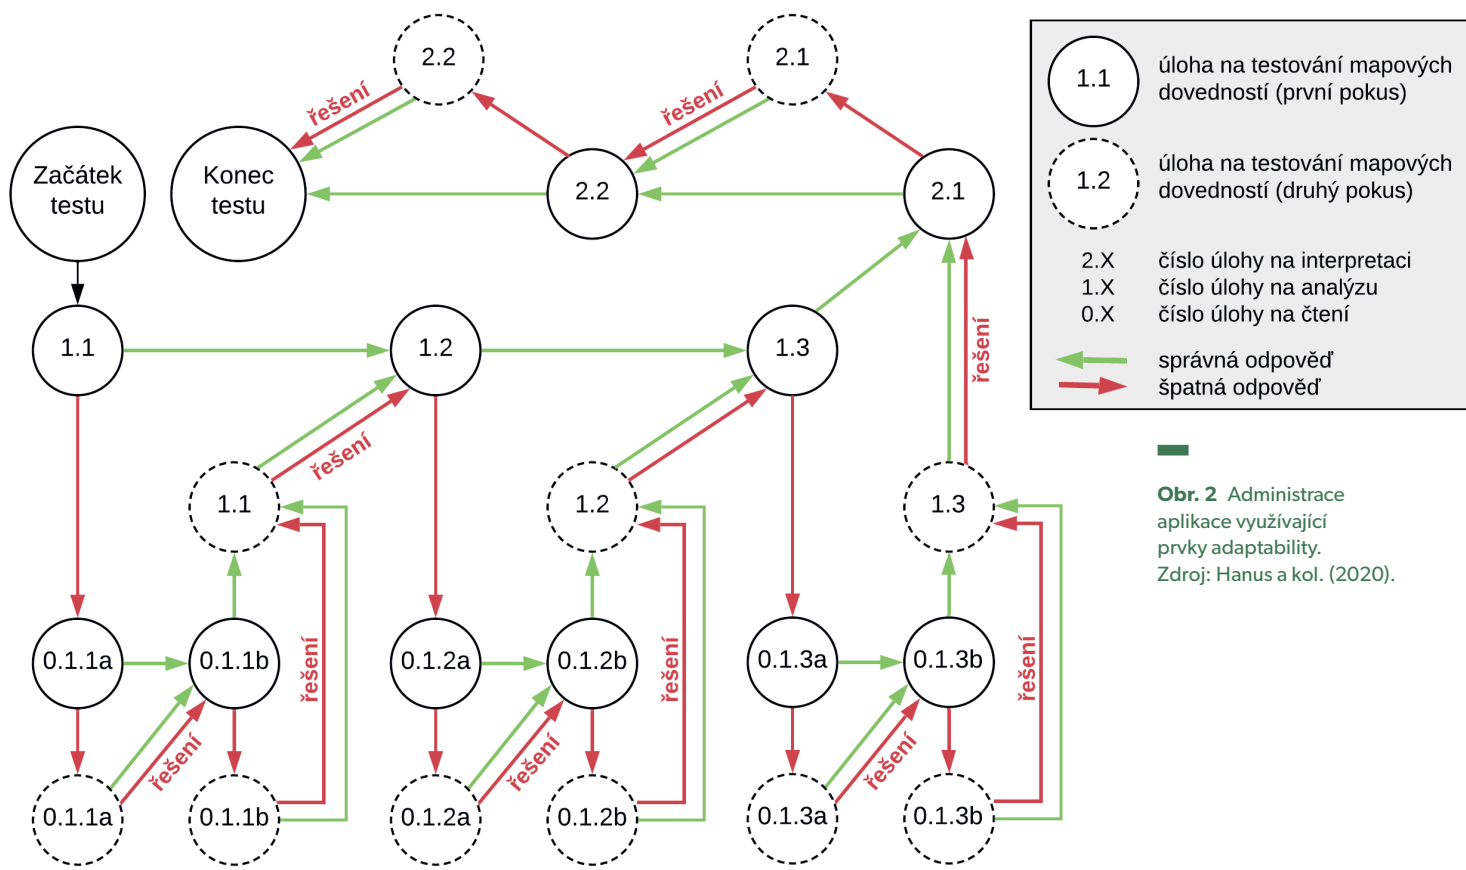 2.2
2.1
řešení
řešení
Začátek
testu
Konec
testu
2.2
2.1
1.1
1.2
1.3
řešení
řešení
1.1
1.2
1.3
0.1.1a
0.1.1b
řešení
0.1.2a
0.1.2b
řešení
0.1.3a
0.1.3b
řešení
řešení
řešení
řešení
0.1.1a
0.1.1b
0.1.2a
0.1.2b
0.1.3a
0.1.3b
1.1
úloha na testování mapových
dovedností (první pokus)
1.2
úloha na testování mapových
dovedností (druhý pokus)
2.X číslo úlohy na interpretaci
1.X číslo úlohy na analýzu
0.X číslo úlohy na čtení
správná odpověď
špatná odpověď
Obr. 2 Administrace
aplikace využívající
prvky adaptability.
Zdroj: Hanus a kol. (2020).